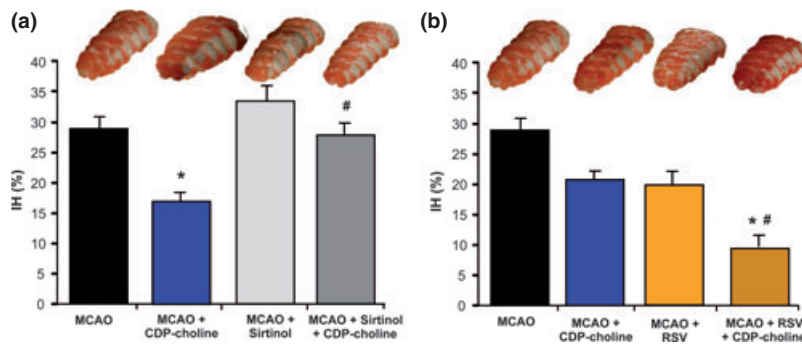 (a)
40
35
30
25
20
15
10
5
0
IH (%)
*
#
MCAO
MCAO +
CDP-choline
MCAO +
Sirtinol
MCAO + Sirtinol
+ CDP-choline
(b)
40
35
30
25
20
15
10
5
0
IH (%)
* #
MCAO
MCAO +
CDP-choline
MCAO +
RSV
MCAO + RSV
+ CDP-choline